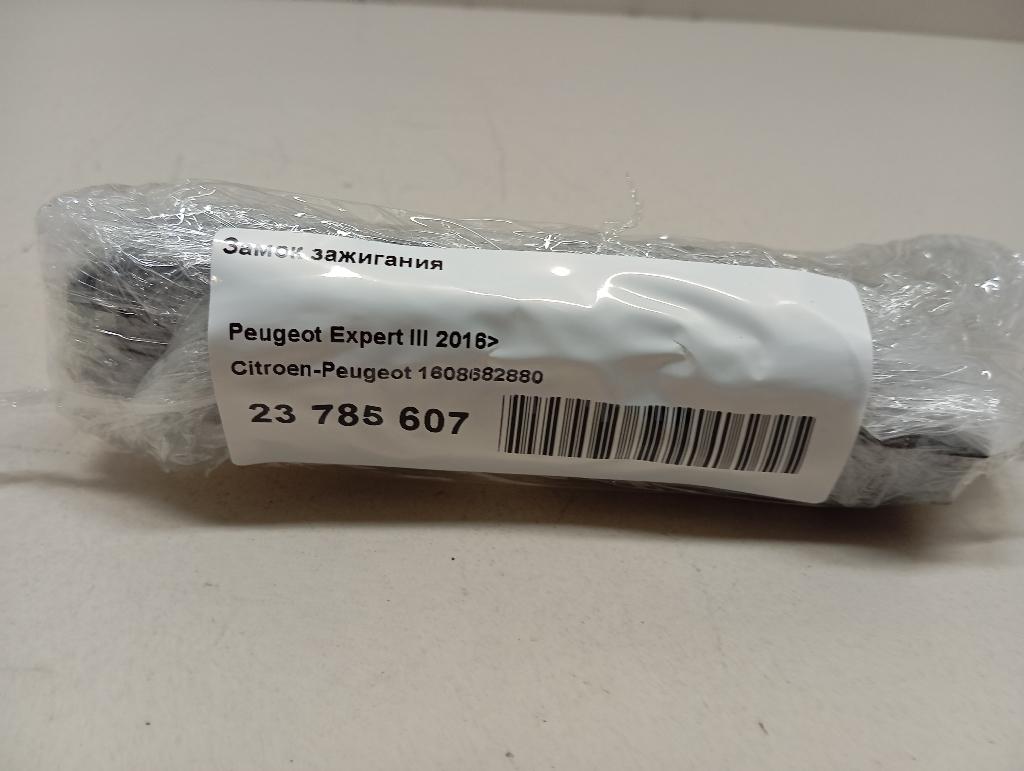 Замок зажигания
Peugeot Expert III 2016>
Citroen-Peugeot 1608682880
23 785 607